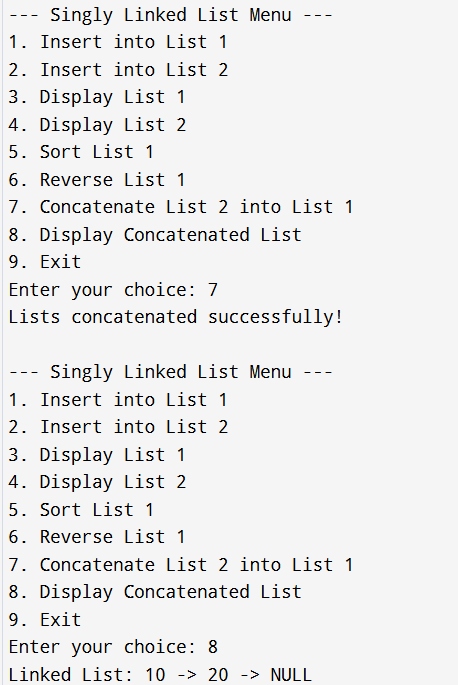 --- Singly Linked List Menu ---
1. Insert into List 1
2. Insert into List 2
3. Display List 1
4. Display List 2
5. Sort List 1
6. Reverse List 1
7. Concatenate List 2 into List 1
8. Display Concatenated List
9. Exit
Enter your choice: 7
Lists concatenated successfully!

--- Singly Linked List Menu ---
1. Insert into List 1
2. Insert into List 2
3. Display List 1
4. Display List 2
5. Sort List 1
6. Reverse List 1
7. Concatenate List 2 into List 1
8. Display Concatenated List
9. Exit
Enter your choice: 8
Linked List: 10 -> 20 -> NULL